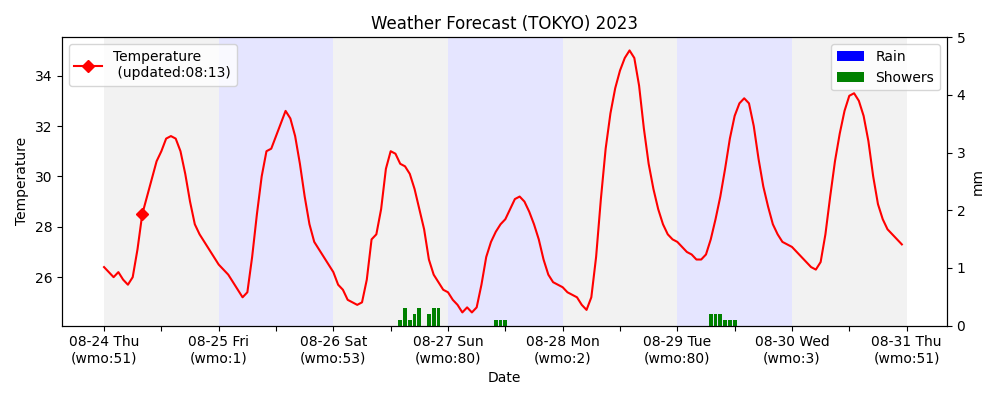 Weather Forecast (TOKYO) 2023
Temperature
(updated:08:13)
Rain
Showers
Temperature
34
32
30
28
26
5
4
3
2
1
0
mm
08-24 Thu
(wmo:51)
08-25 Fri
(wmo:1)
08-26 Sat
(wmo:53)
08-27 Sun
(wmo:80)
08-28 Mon
(wmo:2)
08-29 Tue
(wmo:80)
08-30 Wed
(wmo:3)
08-31 Thu
(wmo:51)
Date